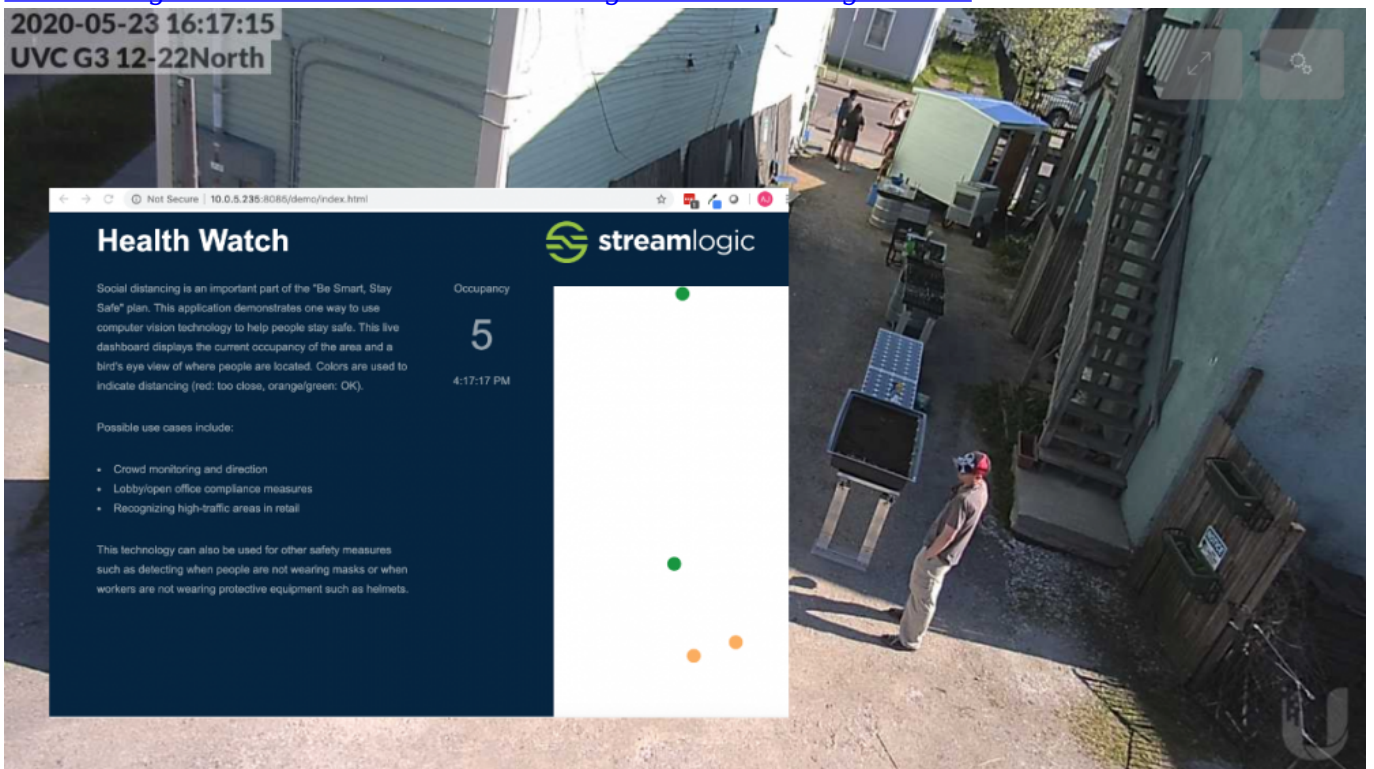 2020-05-23 16:17:15
UVC G3 12-22North
Not Secure | 10.0.5.235:8085/demo/index.html
AJ
Health Watch
streamlogic
Social distancing is an important part of the "Be Smart, Stay
Safe" plan. This application demonstrates one way to use
computer vision technology to help people stay safe. This live
dashboard displays the current occupancy of the area and a
bird's eye view of where people are located. Colors are used to
indicate distancing (red: too close, orange/green: OK).
Occupancy
5
4:17:17 PM
Possible use cases include:
• Crowd monitoring and direction
• Lobby/open office compliance measures
• Recognizing high-traffic areas in retail
This technology can also be used for other safety measures
such as detecting when people are not wearing masks or when
workers are not wearing protective equipment such as helmets.